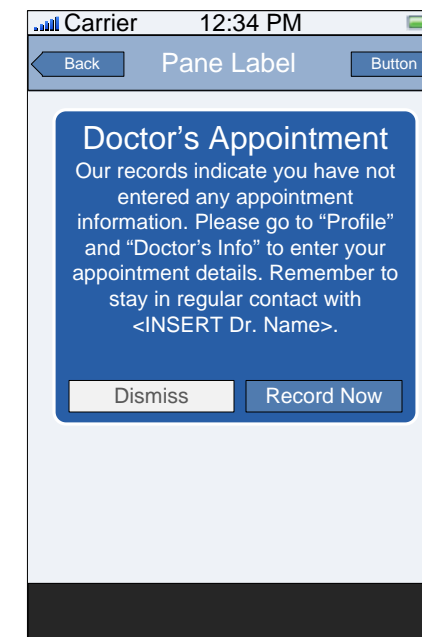 Carrier 12:34 PM
Back Pane Label Button
Doctor’s Appointment
Our records indicate you have not
entered any appointment
information. Please go to “Profile”
and “Doctor’s Info” to enter your
appointment details. Remember to
stay in regular contact with
<INSERT Dr. Name>.
Dismiss Record Now